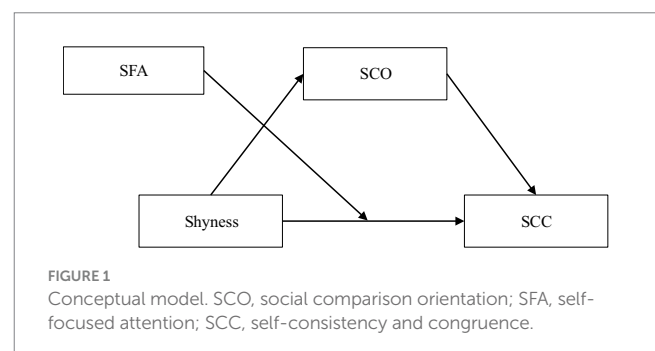 SFA
SCO
Shyness
SCC
FIGURE 1
Conceptual model. SCO, social comparison orientation; SFA, self-
focused attention; SCC, self-consistency and congruence.